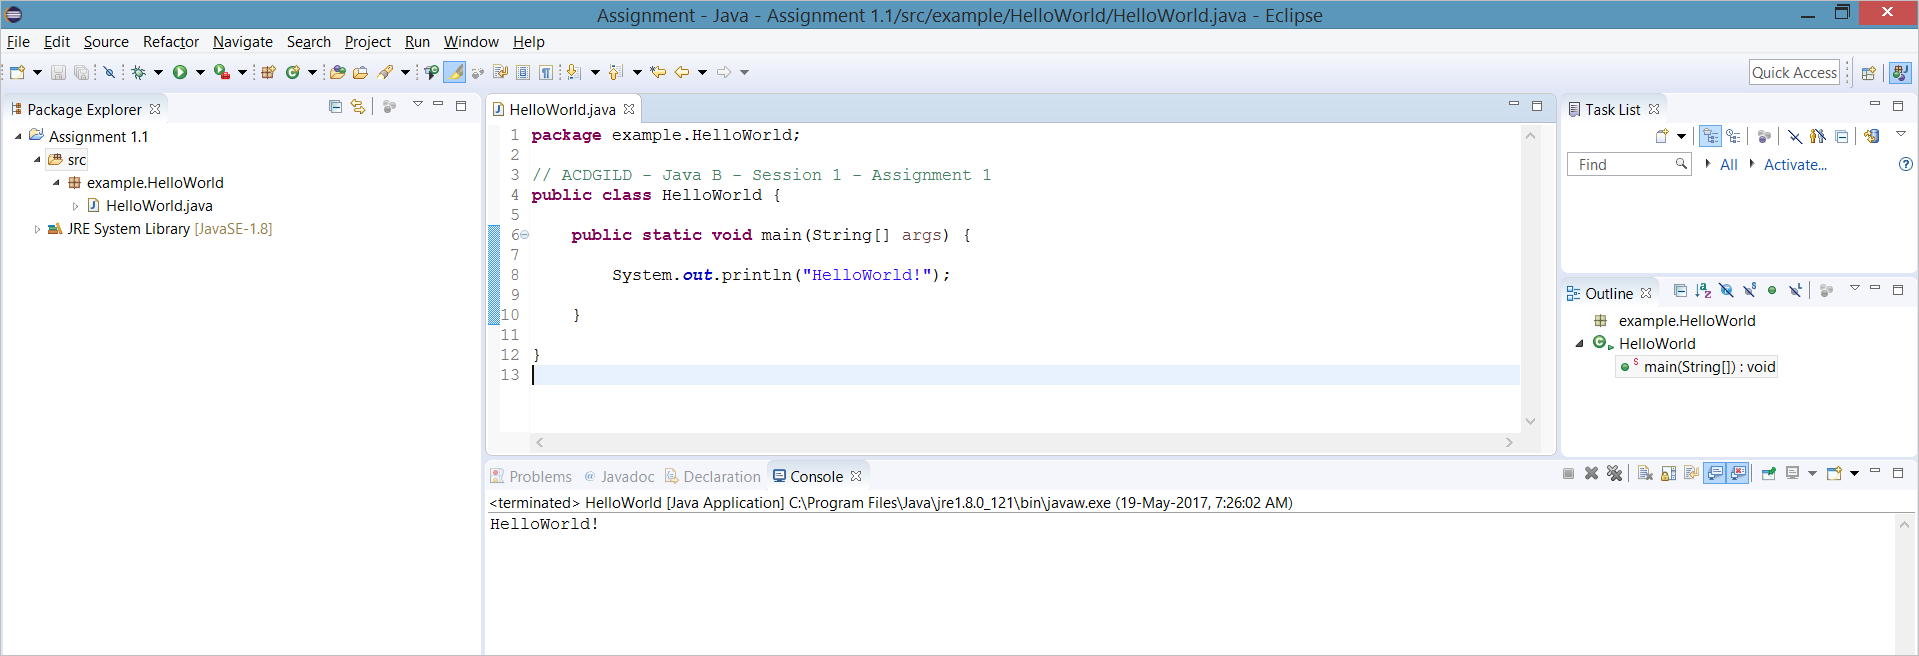 Assignment - Java - Assignment 1.1/src/example/HelloWorld/HelloWorld.java - Eclipse
File Edit Source Refactor Navigate Search Project Run Window Help
Quick Access
Package Explorer
Assignment 1.1
src
example.HelloWorld
HelloWorld.java
JRE System Library [JavaSE-1.8]
HelloWorld.java
1 package example.HelloWorld;
2
3 // ACDGILD - Java B - Session 1 - Assignment 1
4 public class HelloWorld {
5
6 public static void main(String[] args) {
7
8 System.out.println("HelloWorld!");
9
10 }
11
12 }
13
Task List
Find All Activate...
Outline
example.HelloWorld
HelloWorld
main(String[]) : void
Problems @ Javadoc Declaration Console
<terminated> HelloWorld [Java Application] C:\Program Files\Java\jre1.8.0_121\bin\javaw.exe (19-May-2017, 7:26:02 AM)
HelloWorld!